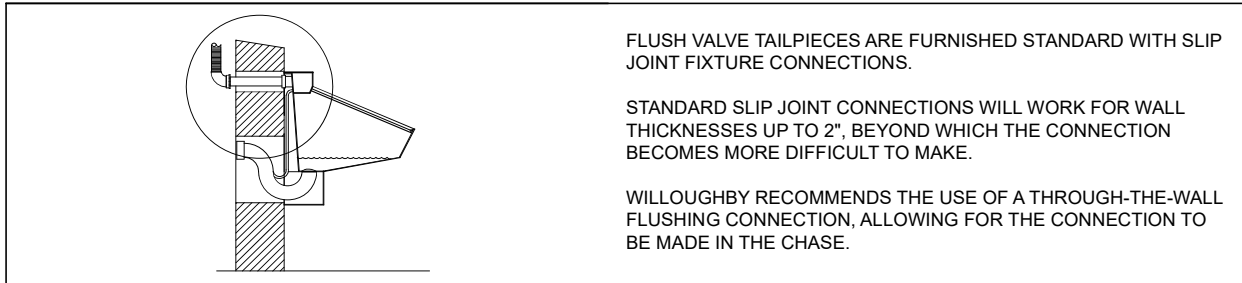 FLUSH VALVE TAILPIECES ARE FURNISHED STANDARD WITH SLIP
JOINT FIXTURE CONNECTIONS.
STANDARD SLIP JOINT CONNECTIONS WILL WORK FOR WALL
THICKNESSES UP TO 2", BEYOND WHICH THE CONNECTION
BECOMES MORE DIFFICULT TO MAKE.
WILLOUGHBY RECOMMENDS THE USE OF A THROUGH-THE-WALL
FLUSHING CONNECTION, ALLOWING FOR THE CONNECTION TO
BE MADE IN THE CHASE.